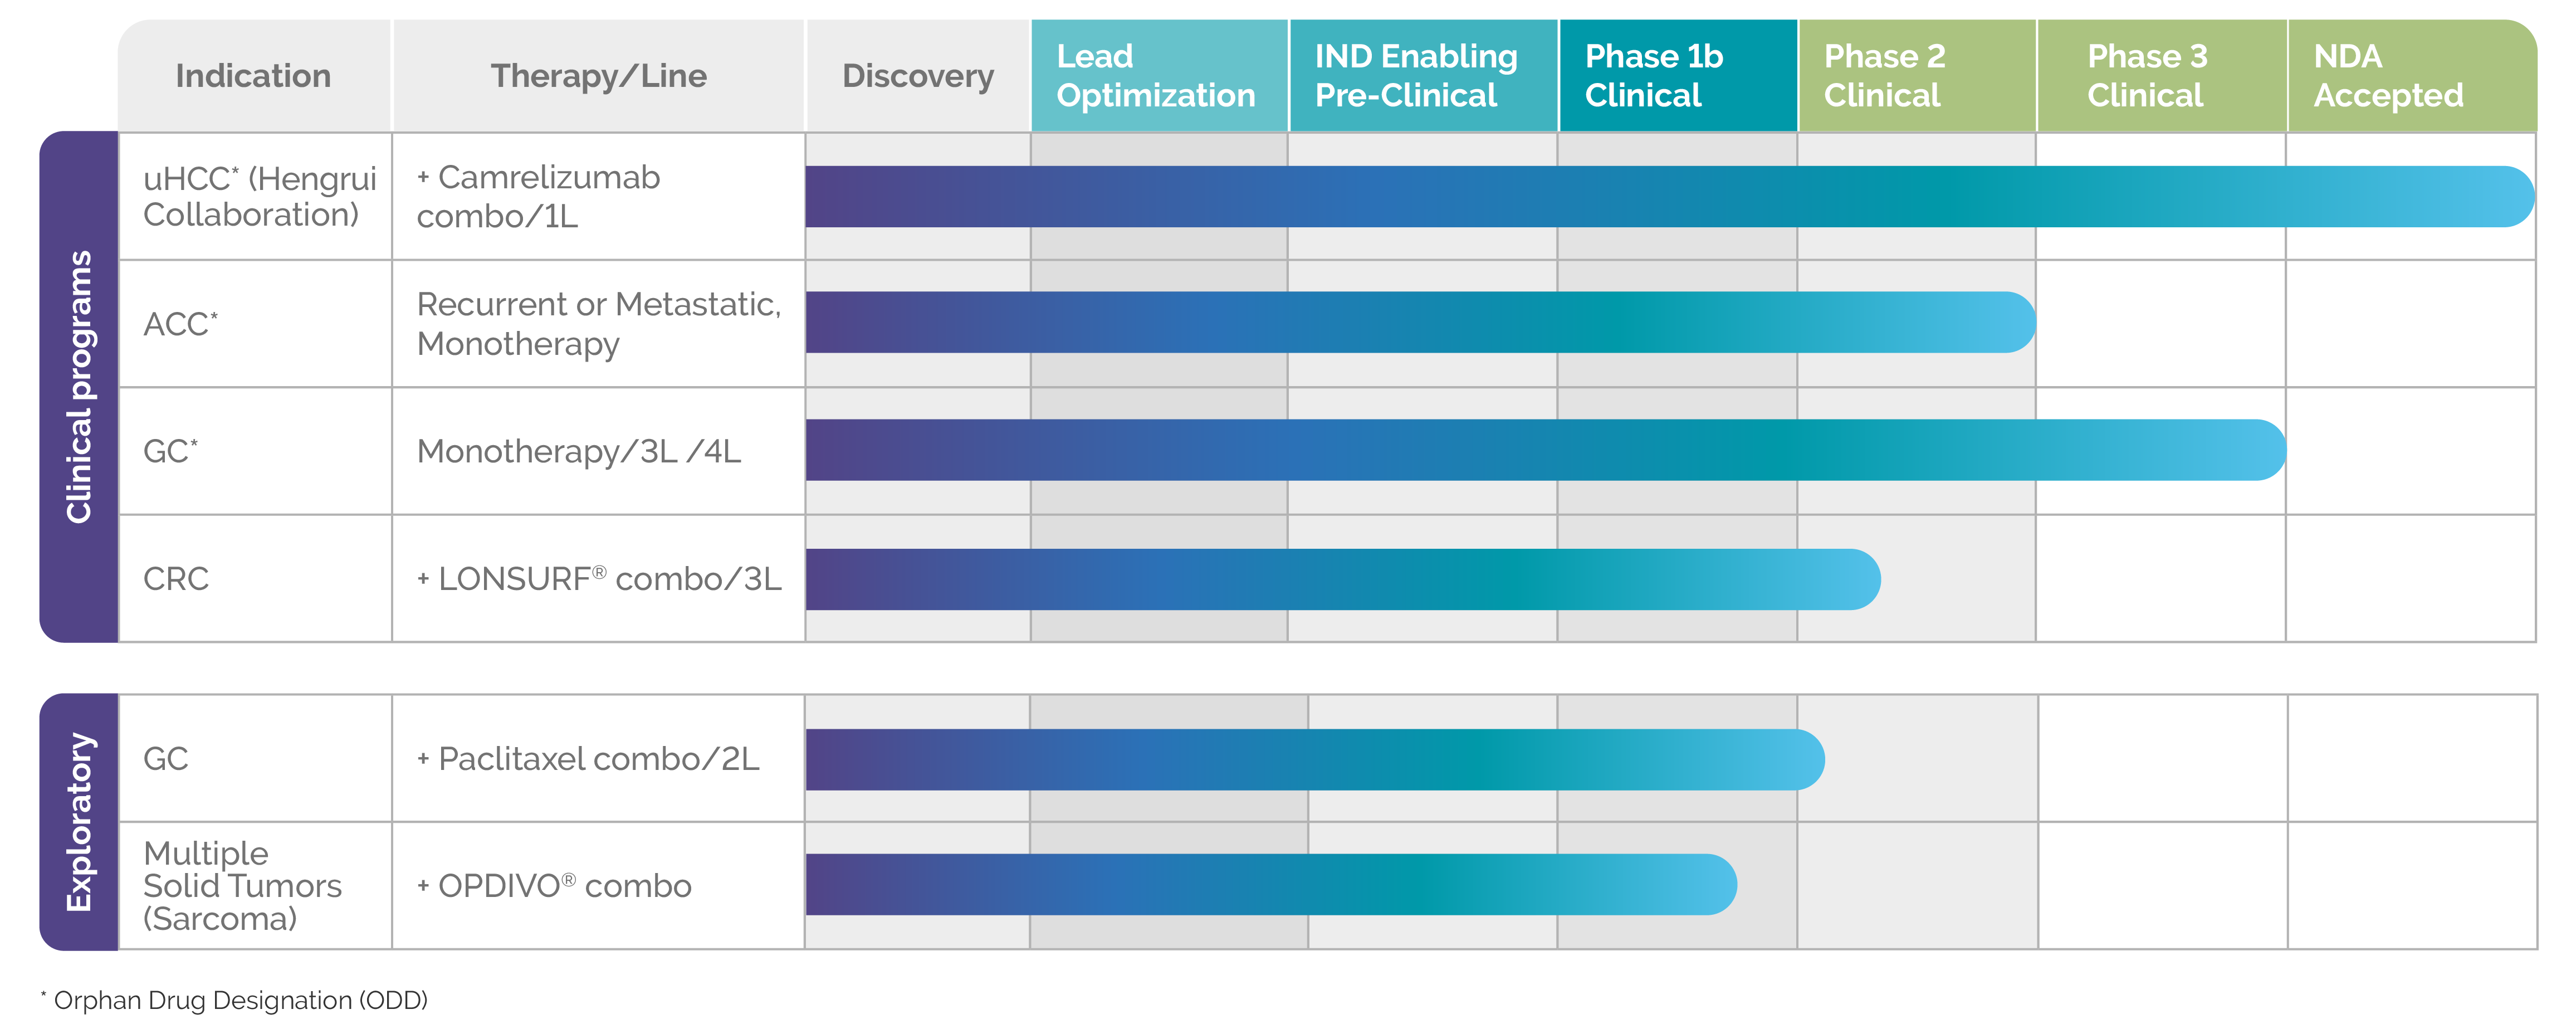 Indication
Therapy/Line
Discovery
Lead
Optimization
IND Enabling
Pre-Clinical
Phase 1b
Clinical
Phase 2
Clinical
Phase 3
Clinical
NDA
Accepted
Clinical programs
uHCC* (Hengrui
Collaboration)
+ Camrelizumab
combo/1L
ACC*
Recurrent or Metastatic,
Monotherapy
GC*
Monotherapy/3L /4L
CRC
+ LONSURF® combo/3L
Exploratory
GC
+ Paclitaxel combo/2L
Multiple
Solid Tumors
(Sarcoma)
+ OPDIVO® combo
* Orphan Drug Designation (ODD)